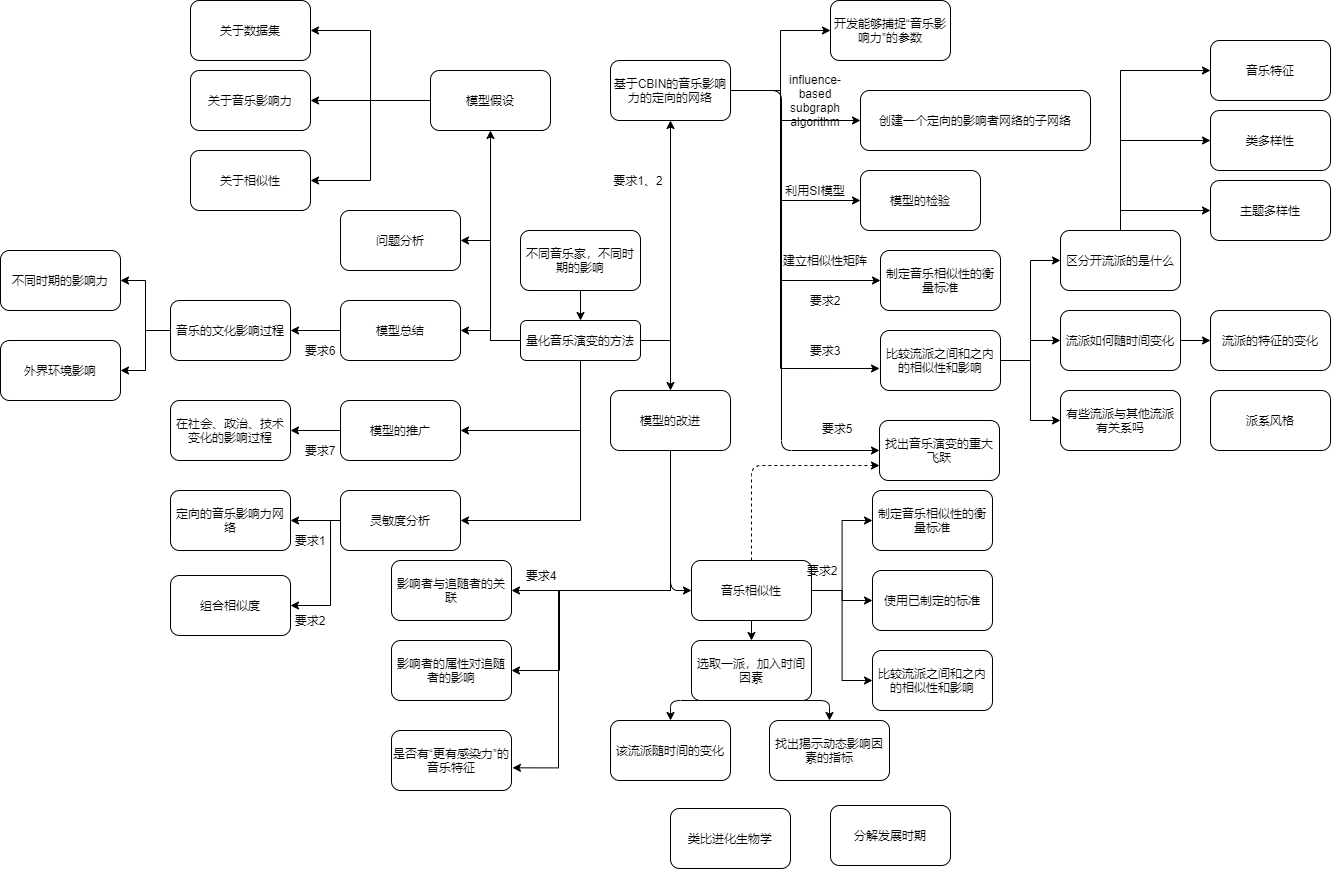 关于数据集
关于音乐影响力
关于相似性
模型假设
问题分析
不同音乐家，不同时
期的影响
量化音乐演变的方法
模型总结
要求6
音乐的文化影响过程
不同时期的影响力
外界环境影响
模型的推广
要求7
在社会、政治、技术
变化的影响过程
灵敏度分析
定向的音乐影响力网
络
要求1
组合相似度
要求2
基于CBIN的音乐影响
力的定向的网络
要求1、2
模型的改进
开发能够捕捉“音乐影
响力”的参数
influence-
based
subgraph
algorithm
创建一个定向的影响者网络的子网络
利用SI模型
模型的检验
建立相似性矩阵
要求2
制定音乐相似性的衡
量标准
要求3
比较流派之间和之内
的相似性和影响
要求5
找出音乐演变的重大
飞跃
音乐特征
类多样性
主题多样性
区分开流派的是什么
流派如何随时间变化
流派的特征的变化
有些流派与其他流派
有关系吗
派系风格
要求4
影响者与追随者的关
联
影响者的属性对追随
者的影响
是否有“更有感染力”的
音乐特征
音乐相似性
要求2
制定音乐相似性的衡
量标准
使用已制定的标准
比较流派之间和之内
的相似性和影响
选取一派，加入时间
因素
该流派随时间的变化
找出揭示动态影响因
素的指标
类比进化生物学
分解发展时期